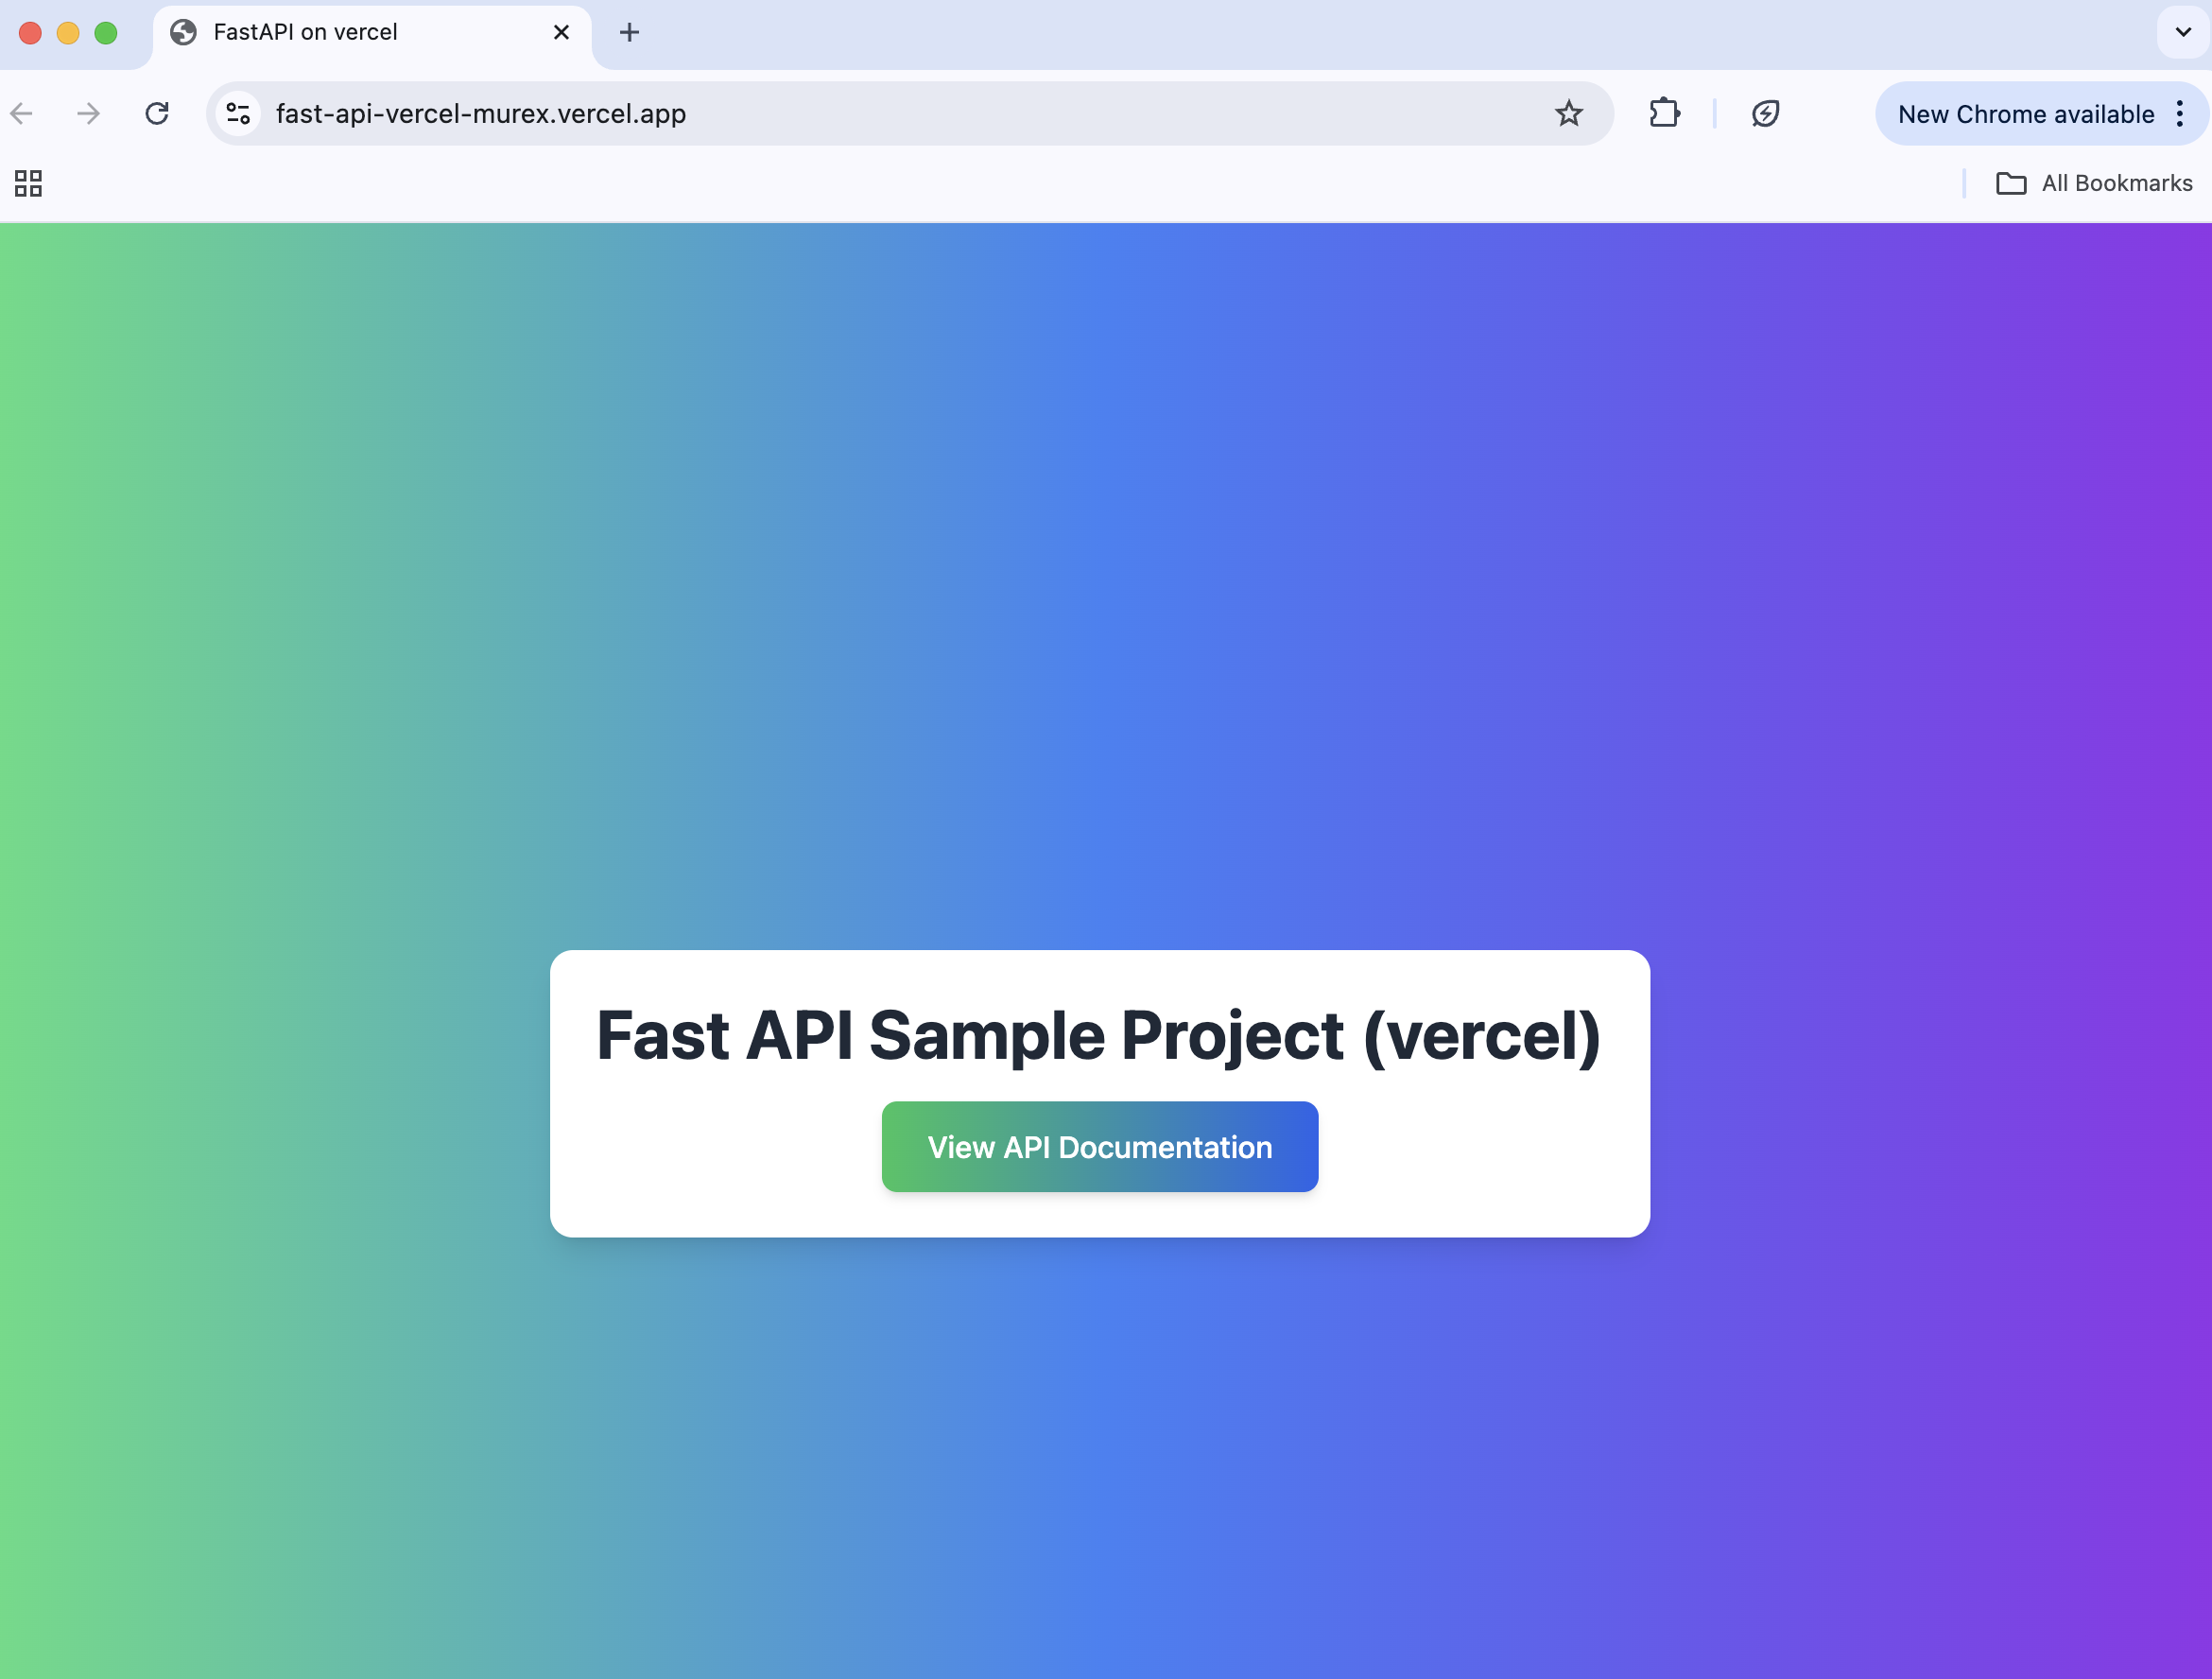 FastAPI on vercel
fast-api-vercel-murex.vercel.app
New Chrome available
All Bookmarks
Fast API Sample Project (vercel)
View API Documentation